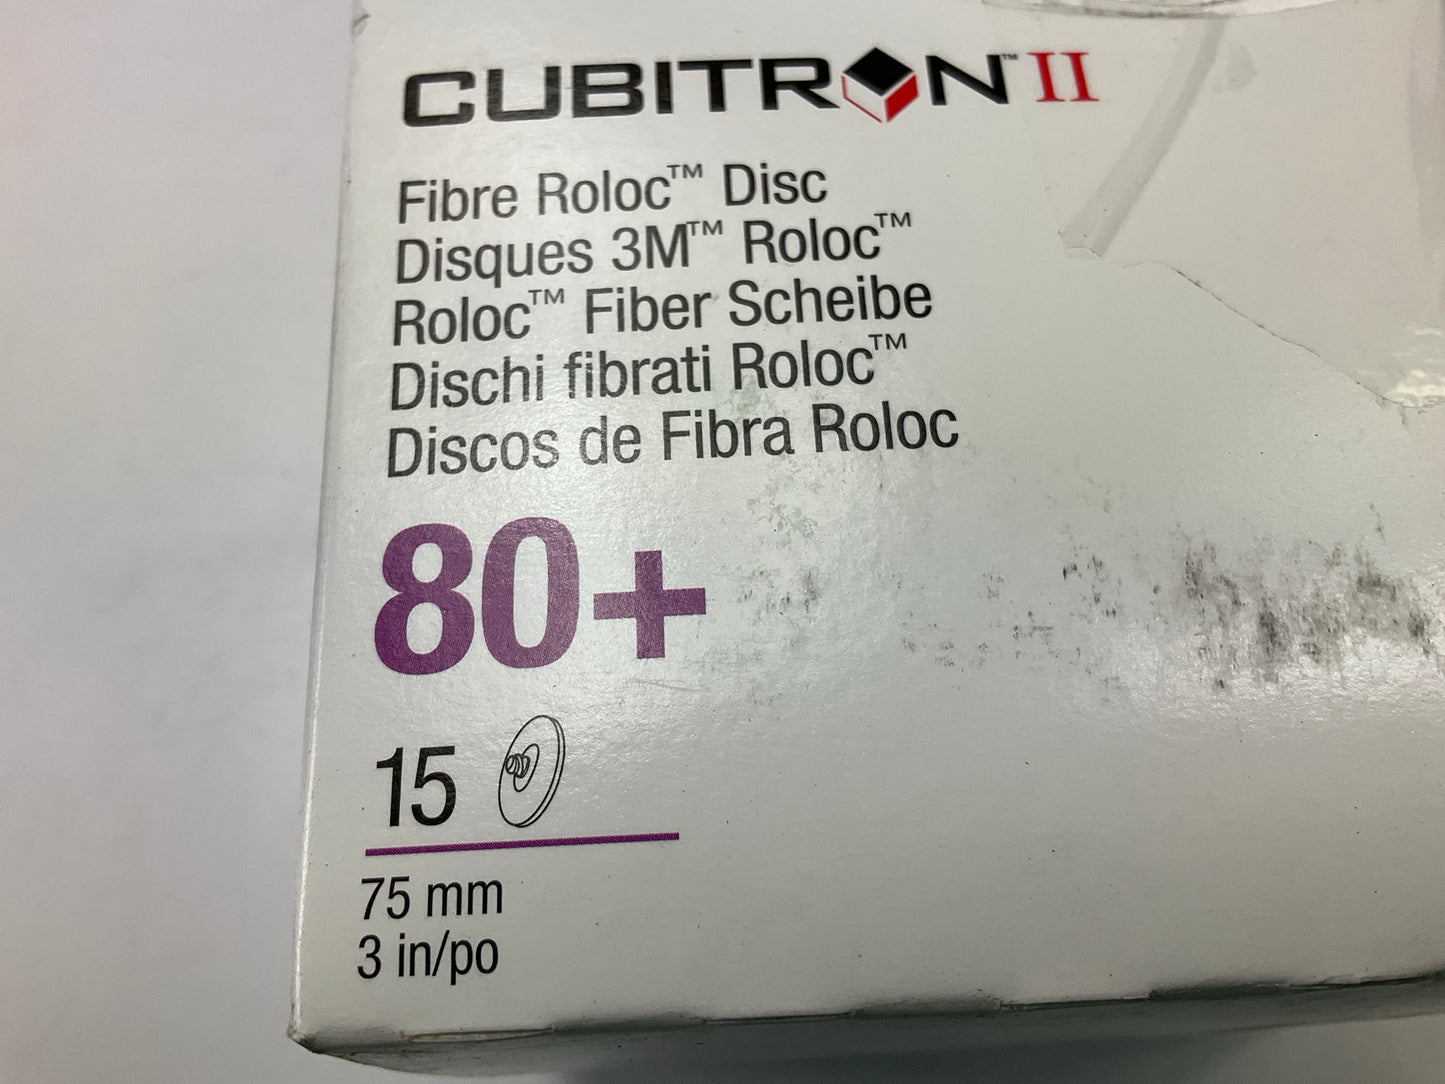 CUBITRON™ II
Fibre Roloc™ Disc
Disques 3M™ Roloc™
Roloc™ Fiber Scheibe
Dischi fibrati Roloc™
Discos de Fibra Roloc
80+
15
75 mm
3 in/po